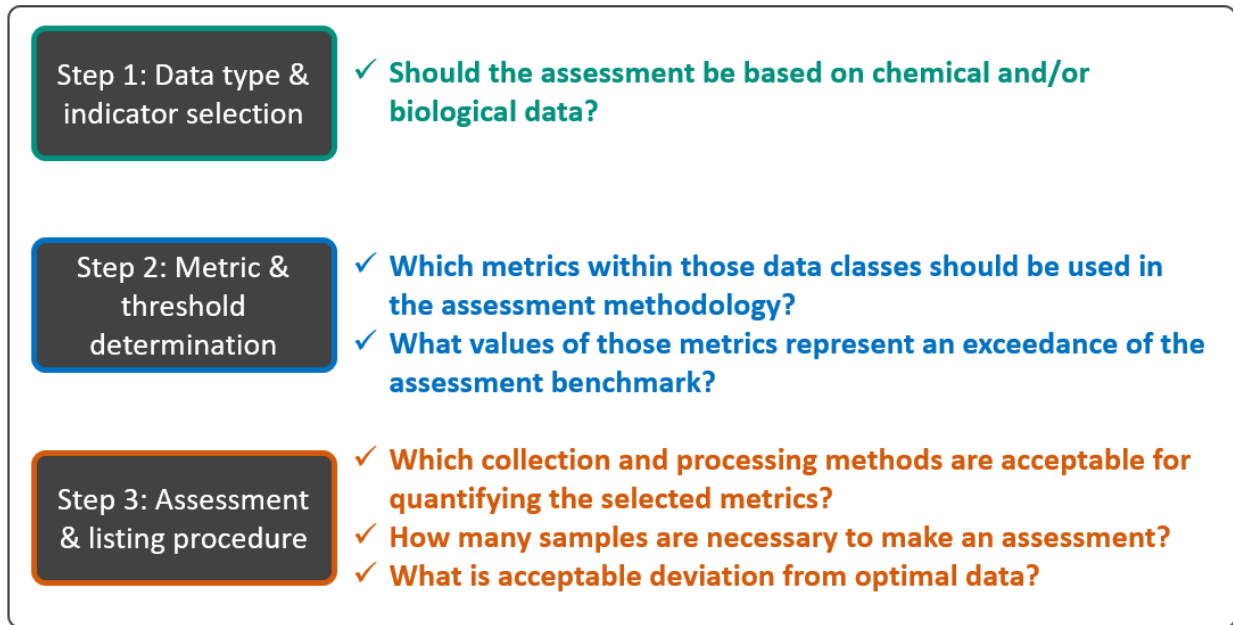 Step 1: Data type &
indicator selection
✓ Should the assessment be based on chemical and/or
biological data?
Step 2: Metric &
threshold
determination
✓ Which metrics within those data classes should be used in
the assessment methodology?
✓ What values of those metrics represent an exceedance of the
assessment benchmark?
Step 3: Assessment
& listing procedure
✓ Which collection and processing methods are acceptable for
quantifying the selected metrics?
✓ How many samples are necessary to make an assessment?
✓ What is acceptable deviation from optimal data?